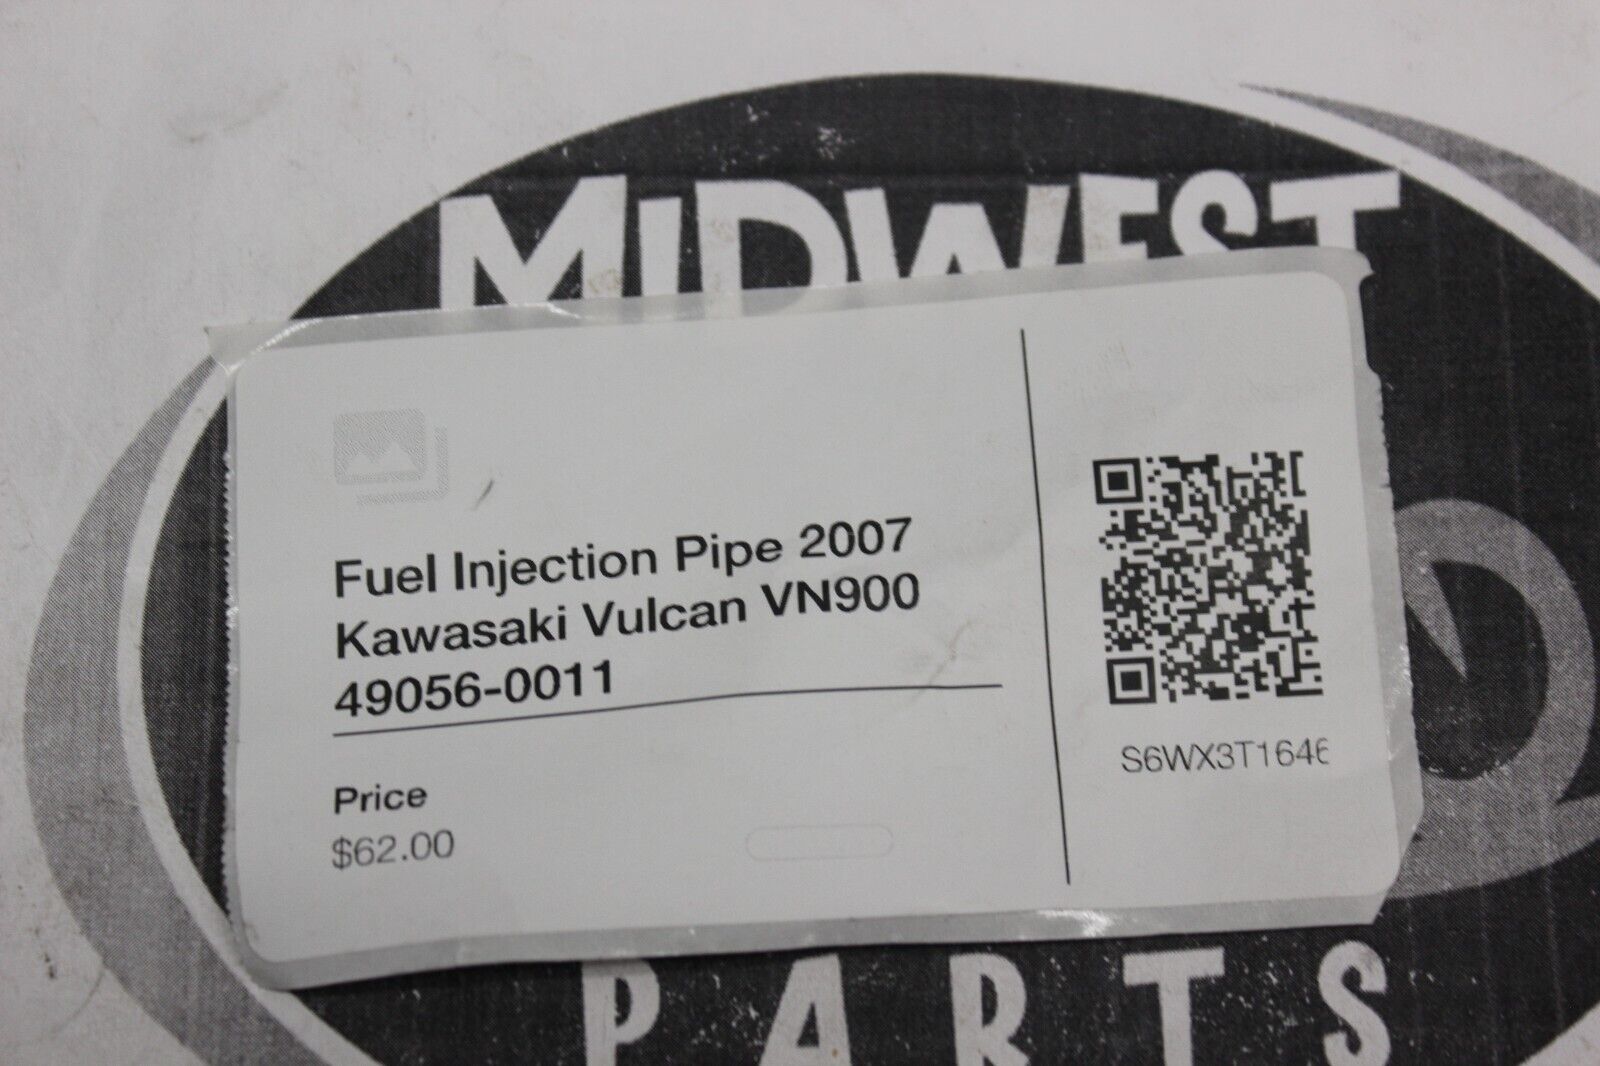 MIDWEST
Fuel Injection Pipe 2007
Kawasaki Vulcan VN900
49056-0011
Price
$62.00
S6WX3T1646
PARTS